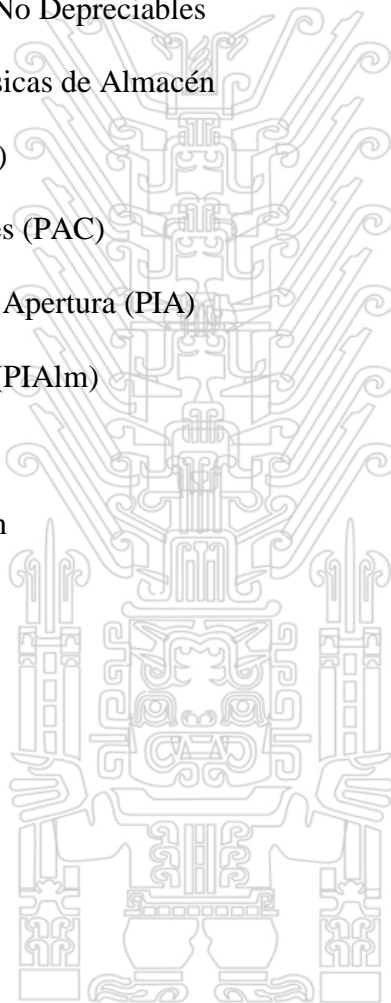 No Depreciables
sicas de Almacén
)
es (PAC)
Apertura (PIA)
(PIAlm)
n